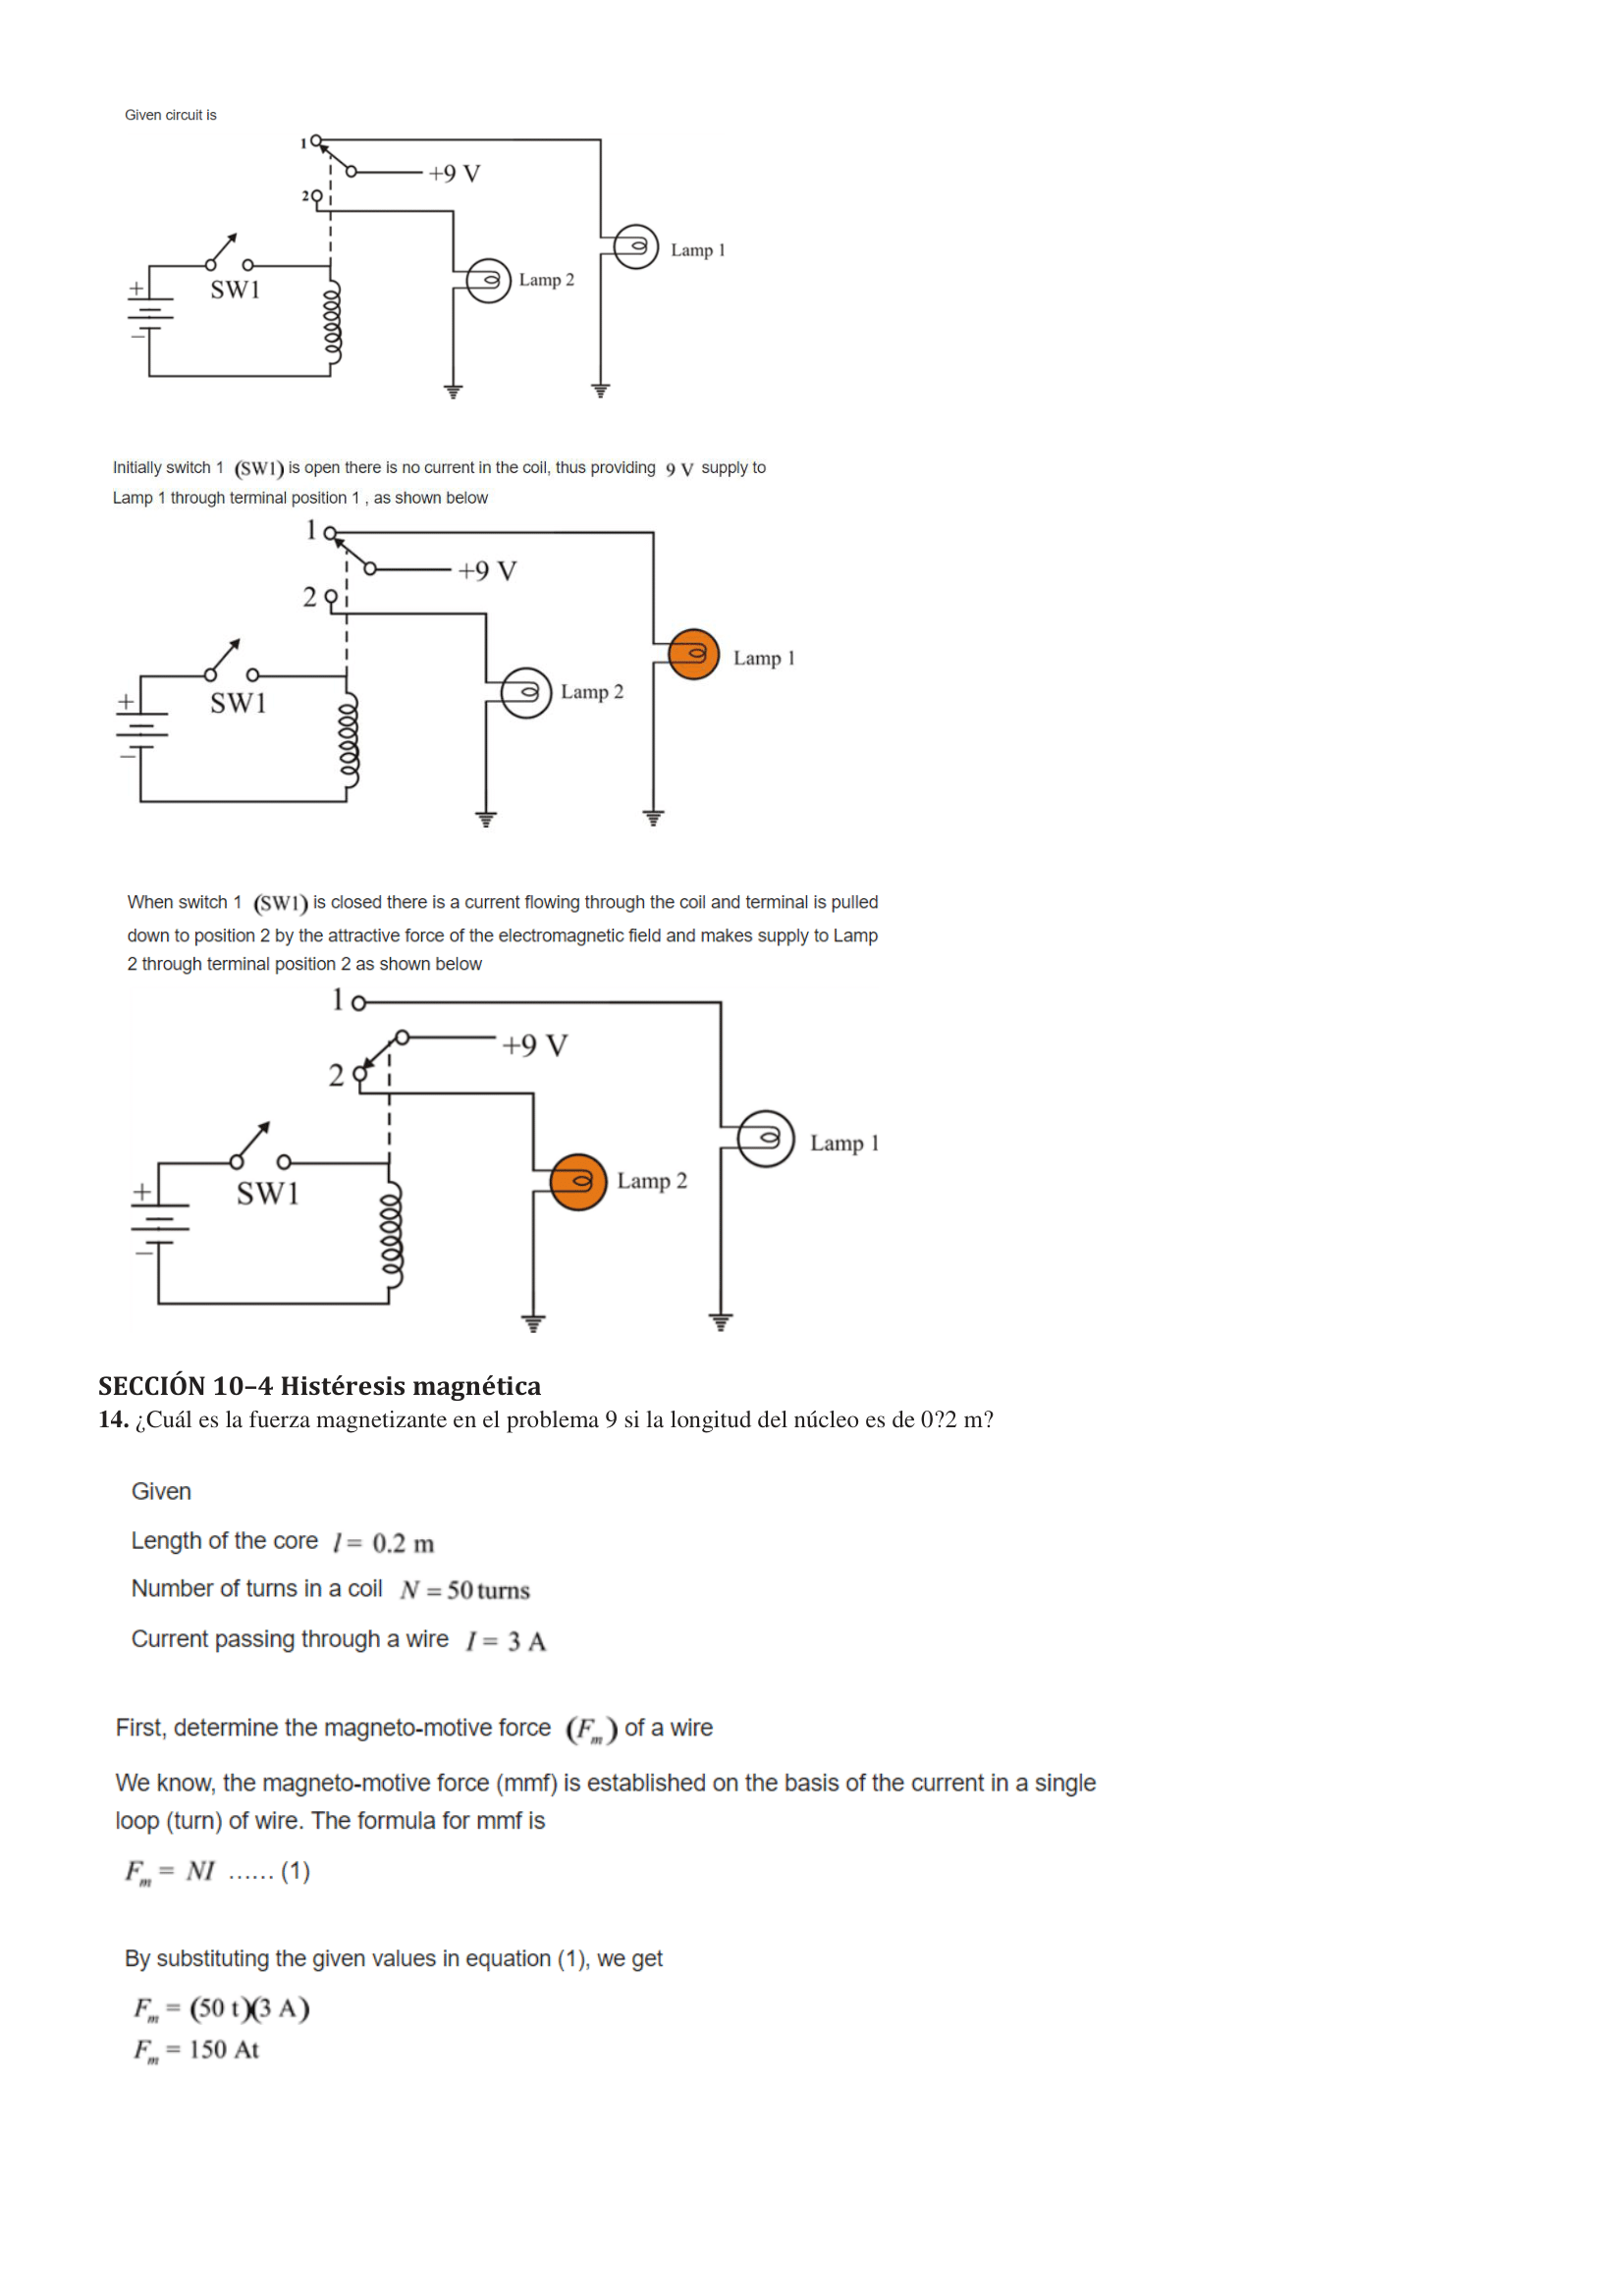 Given circuit is
1
+9 V
2
Lamp 1
SW1
Lamp 2
+
−
Initially switch 1 (SW1) is open there is no current in the coil, thus providing 9 V supply to
Lamp 1 through terminal position 1 , as shown below
1
+9 V
2
Lamp 1
Lamp 2
SW1
+
−
When switch 1 (SW1) is closed there is a current flowing through the coil and terminal is pulled
down to position 2 by the attractive force of the electromagnetic field and makes supply to Lamp
2 through terminal position 2 as shown below
1
+9 V
2
Lamp 1
Lamp 2
SW1
+
−
SECCIÓN 10–4 Histéresis magnética
14. ¿Cuál es la fuerza magnetizante en el problema 9 si la longitud del núcleo es de 0?2 m?
Given
Length of the core l = 0.2 m
Number of turns in a coil N = 50 turns
Current passing through a wire I = 3 A
First, determine the magneto-motive force (Fm) of a wire
We know, the magneto-motive force (mmf) is established on the basis of the current in a single
loop (turn) of wire. The formula for mmf is
Fm = NI ...... (1)
By substituting the given values in equation (1), we get
Fm = (50 t)(3 A)
Fm = 150 At